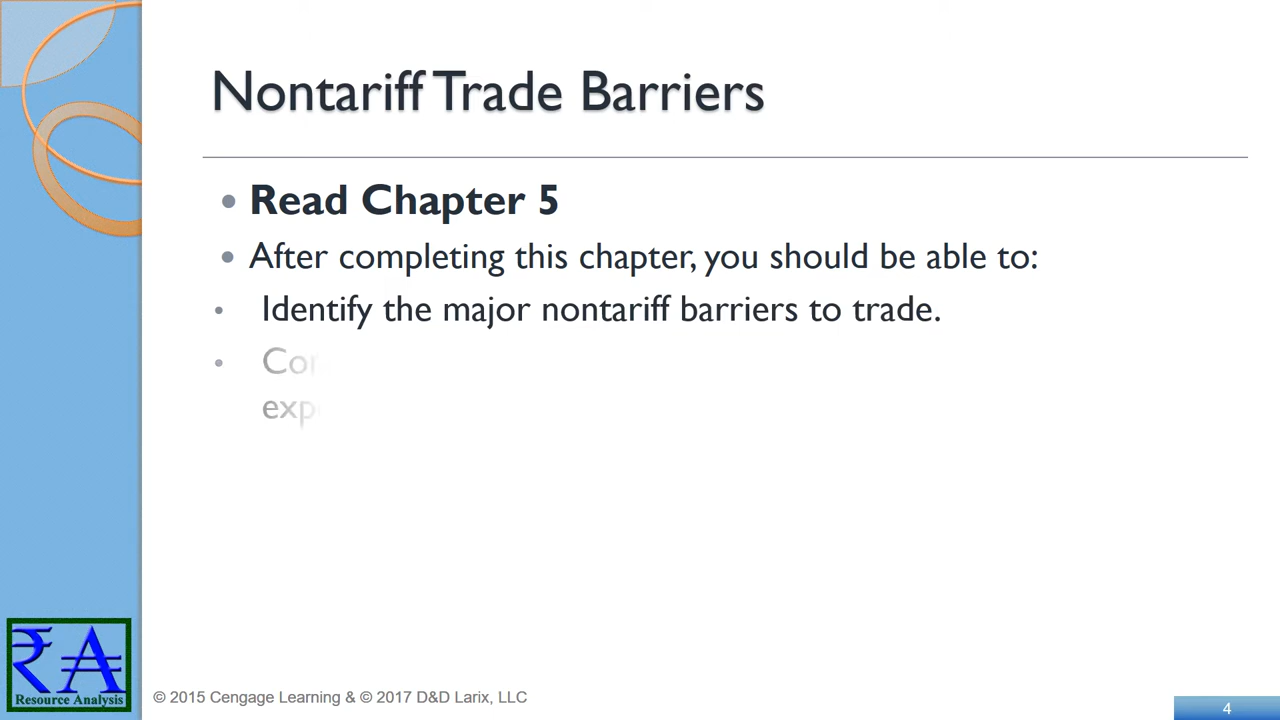 Nontariff Trade Barriers
Read Chapter 5
After completing this chapter, you should be able to:
Identify the major nontariff barriers to trade.
₹A
Resource Analysis
© 2015 Cengage Learning & © 2017 D&D Larix, LLC
4